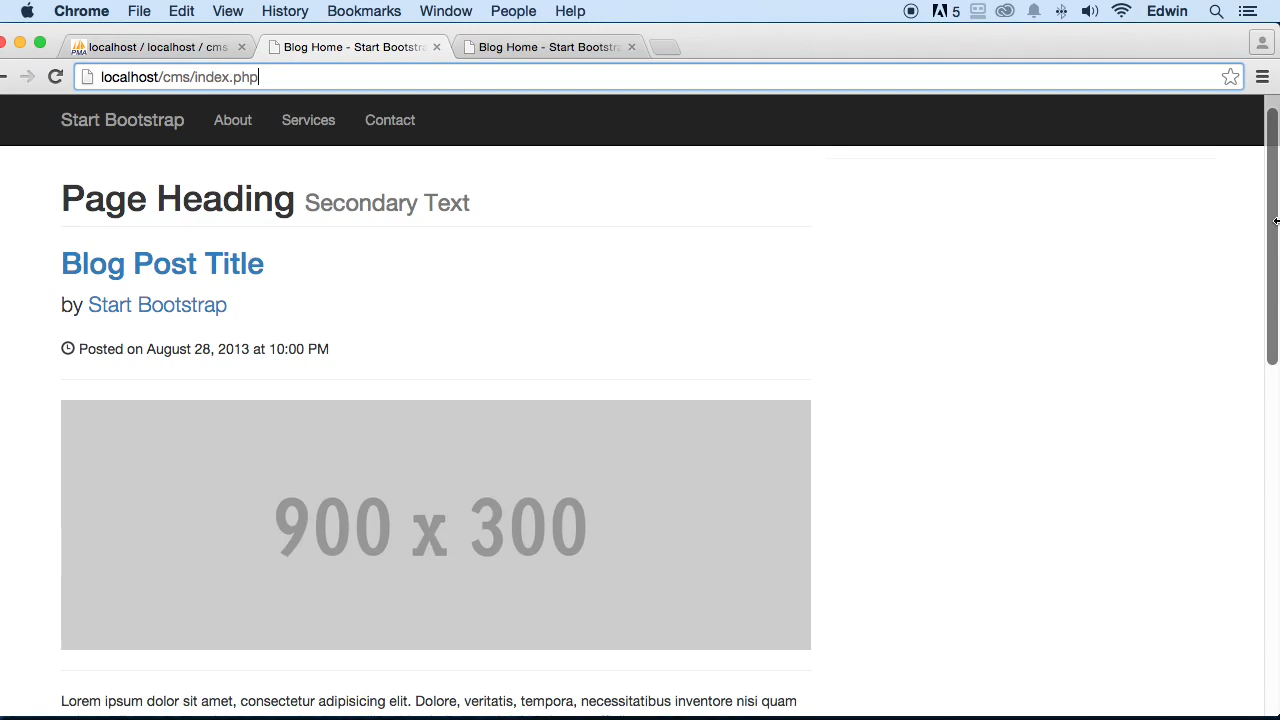 Chrome File Edit View History Bookmarks Window People Help 5 Edwin
PMA localhost / localhost / cms Blog Home - Start Bootstra Blog Home - Start Bootstra
localhost/cms/index.php
Start Bootstrap About Services Contact
Page Heading Secondary Text
Blog Post Title
by Start Bootstrap
Posted on August 28, 2013 at 10:00 PM
900 x 300
Lorem ipsum dolor sit amet, consectetur adipisicing elit. Dolore, veritatis, tempora, necessitatibus inventore nisi quam